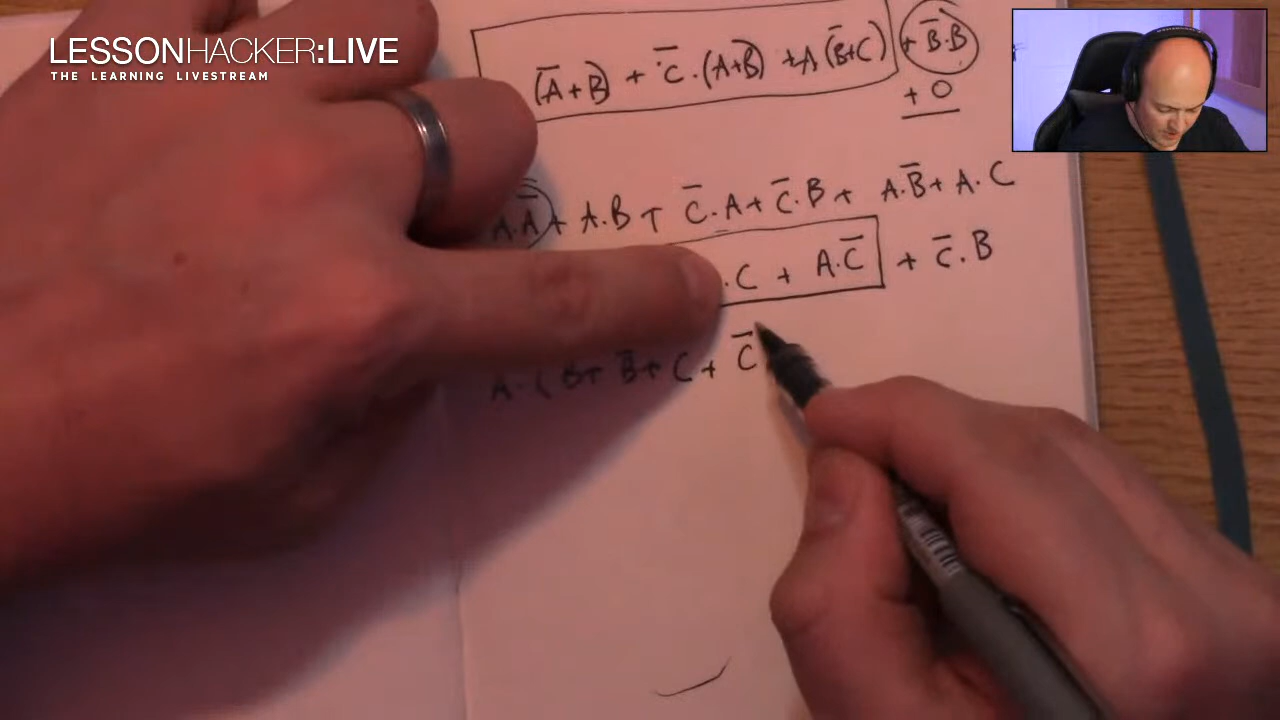 LESSONHACKER:LIVE
THE LEARNING LIVESTREAM
(A̅+B) + C̅.(A+B) +A(B̅+C) + B̅.B
+ 0
A.A̅ + A.B + C̅.A+ C̅.B + A.B̅+ A.C
.C + A.C̅ + C̅.B
A.(B+ B̅+ C + C̅